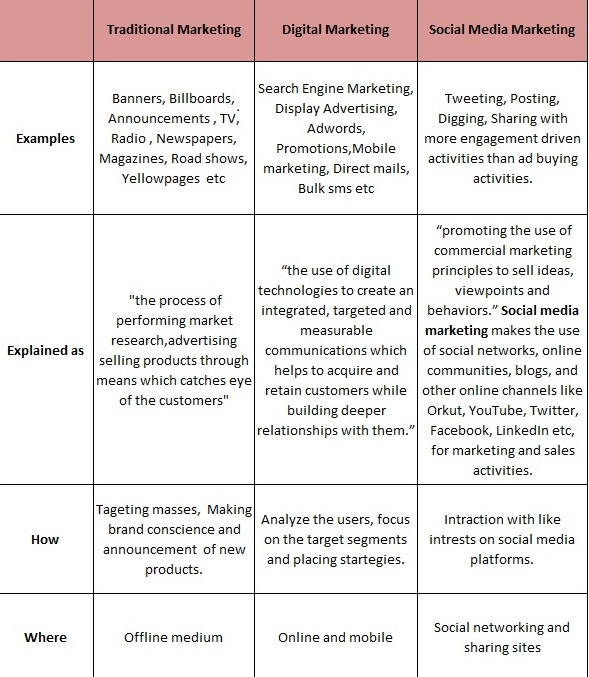 Traditional Marketing
Digital Marketing
Social Media Marketing
Examples
Banners, Billboards,
Announcements , TV,
Radio , Newspapers,
Magazines, Road shows,
Yellowpages  etc
Search Engine Marketing,
Display Advertising,
Adwords,
Promotions,Mobile
marketing, Direct mails,
Bulk sms etc
Tweeting, Posting,
Digging, Sharing with
more engagement driven
activities than ad buying
activities.
Explained as
"the process of
performing market
research,advertising
selling products through
means which catches eye
of the customers"
“the use of digital
technologies to create an
integrated, targeted and
measurable
communications which
helps to acquire and
retain customers while
building deeper
relationships with them.”
“promoting the use of
commercial marketing
principles to sell ideas,
viewpoints and
behaviors.” Social media
marketing makes the use
of social networks, online
communities, blogs, and
other online channels like
Orkut, YouTube, Twitter,
Facebook, LinkedIn etc,
for marketing and sales
activities.
How
Tageting masses,  Making
brand conscience and
announcement  of new
products.
Analyze the users, focus
on the target segments
and placing startegies.
Intraction with like
intrests on social media
platforms.
Where
Offline medium
Online and mobile
Social networking and
sharing sites